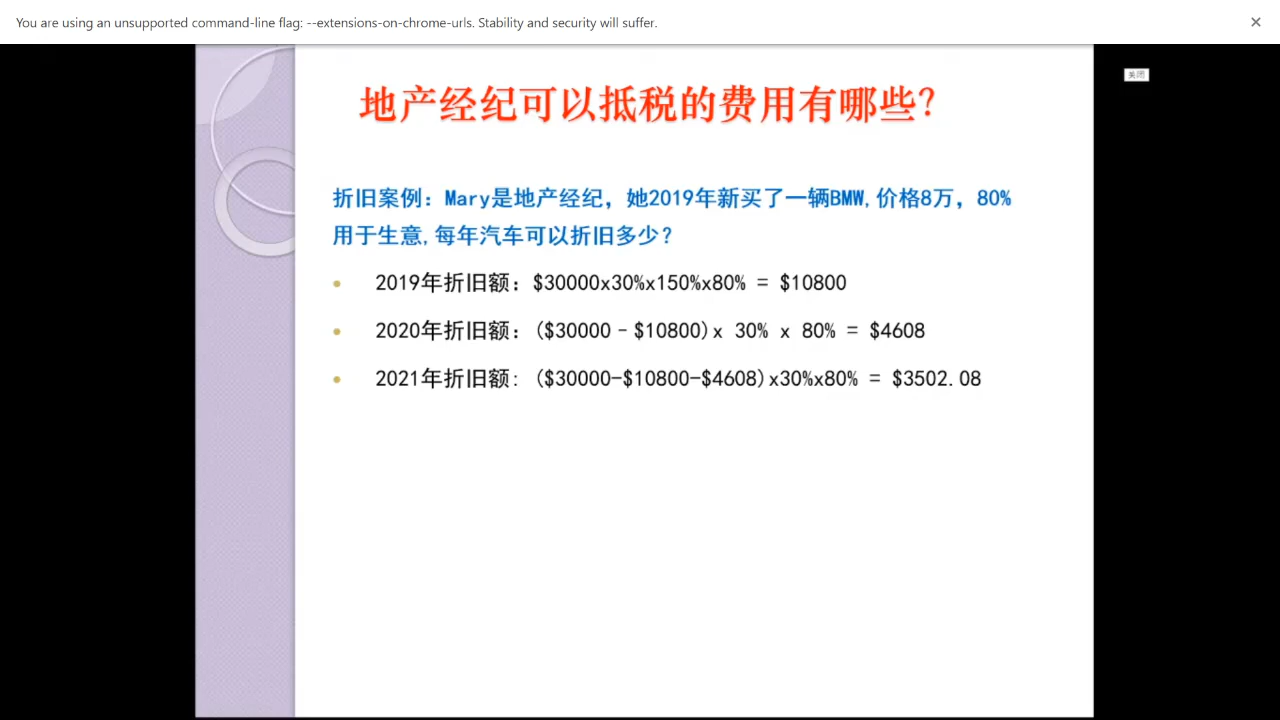 You are using an unsupported command-line flag: --extensions-on-chrome-urls. Stability and security will suffer.
关闭
地产经纪可以抵税的费用有哪些？
折旧案例：Mary是地产经纪，她2019年新买了一辆BMW,价格8万，80%
用于生意,每年汽车可以折旧多少？
2019年折旧额：$30000x30%x150%x80% = $10800
2020年折旧额：($30000–$10800)x 30% x 80% = $4608
2021年折旧额: ($30000-$10800-$4608)x30%x80% = $3502.08